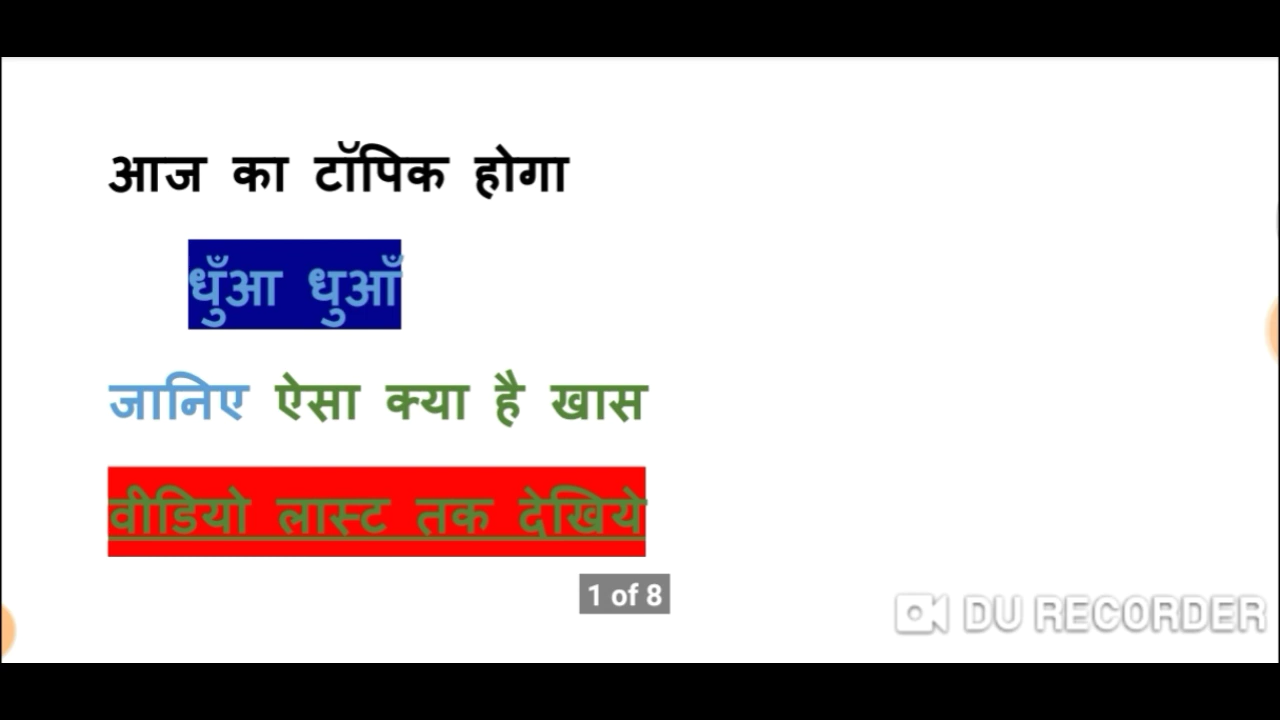 आज का टॉपिक होगा
धुँआ धुआँ
जानिए ऐसा क्या है खास
वीडियो लास्ट तक देखिये
1 of 8
DU RECORDER